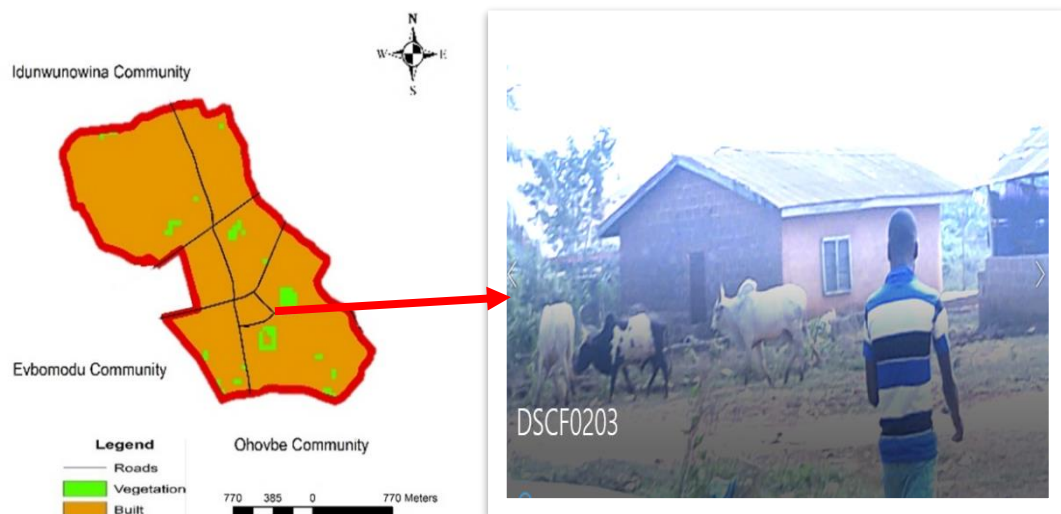 N
W
E
S
Idunwunowina Community
Evbomodu Community
Ohovbe Community
Legend
Roads
Vegetation
Built
770 385 0 770 Meters
DSCF0203